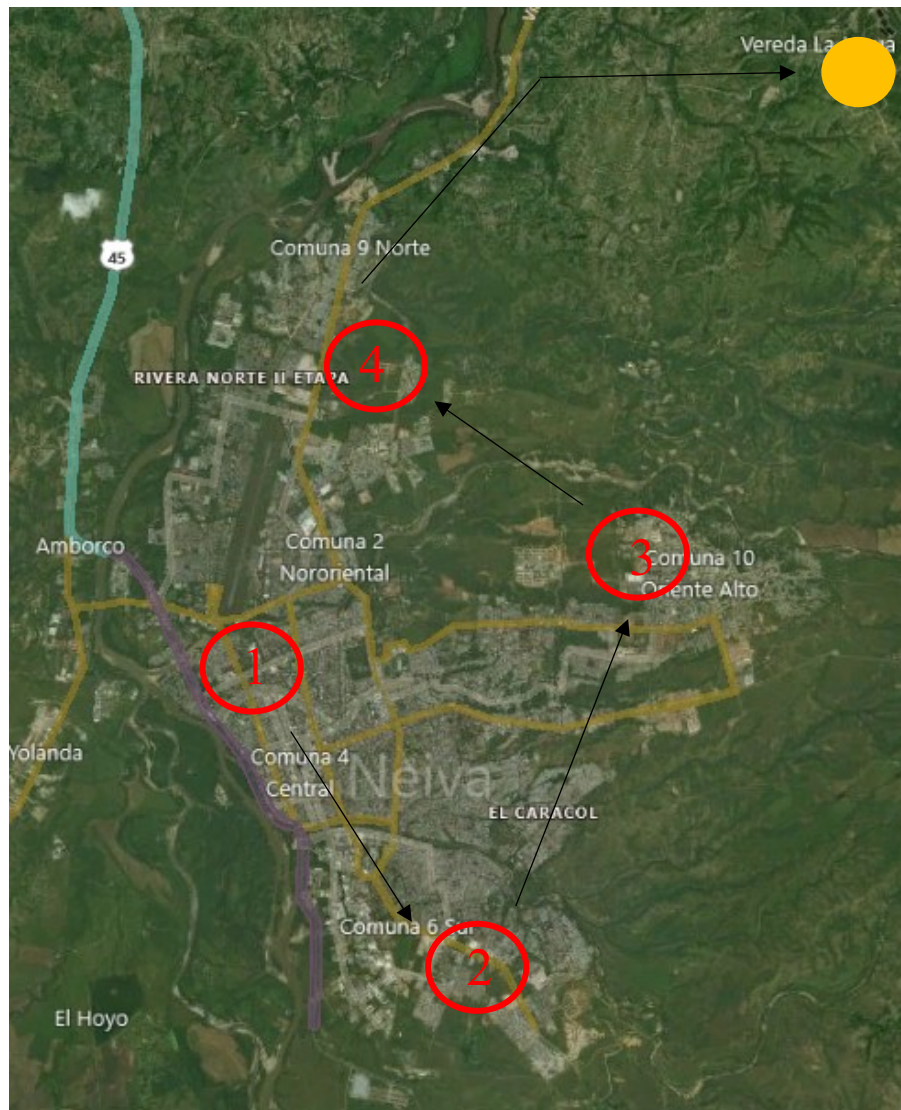 Vereda La
45
Comuna 9 Norte
4
RIVERA NORTE II ETAPA
Amborco
Comuna 2
Nororiental
3
Comuna 10
Oriente Alto
1
Yolanda
Comuna 4
Central
Neiva
EL CARACOL
Comuna 6 Sur
2
El Hoyo